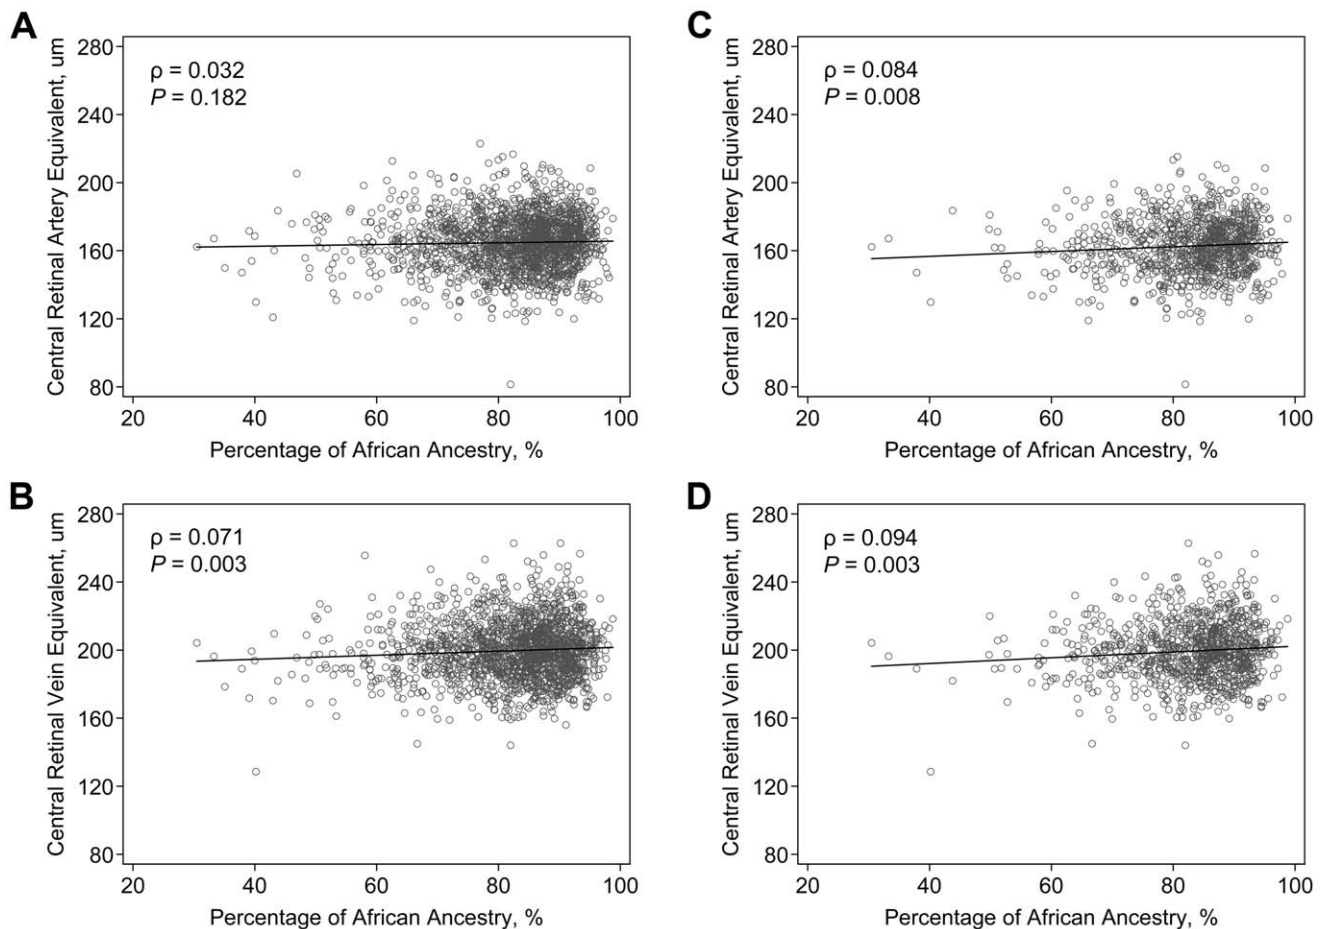 A
Central Retinal Artery Equivalent, um
280
240
200
160
120
80
ρ = 0.032
P = 0.182
20 40 60 80 100
Percentage of African Ancestry, %
C
Central Retinal Artery Equivalent, um
280
240
200
160
120
80
ρ = 0.084
P = 0.008
20 40 60 80 100
Percentage of African Ancestry, %
B
Central Retinal Vein Equivalent, um
280
240
200
160
120
80
ρ = 0.071
P = 0.003
20 40 60 80 100
Percentage of African Ancestry, %
D
Central Retinal Vein Equivalent, um
280
240
200
160
120
80
ρ = 0.094
P = 0.003
20 40 60 80 100
Percentage of African Ancestry, %